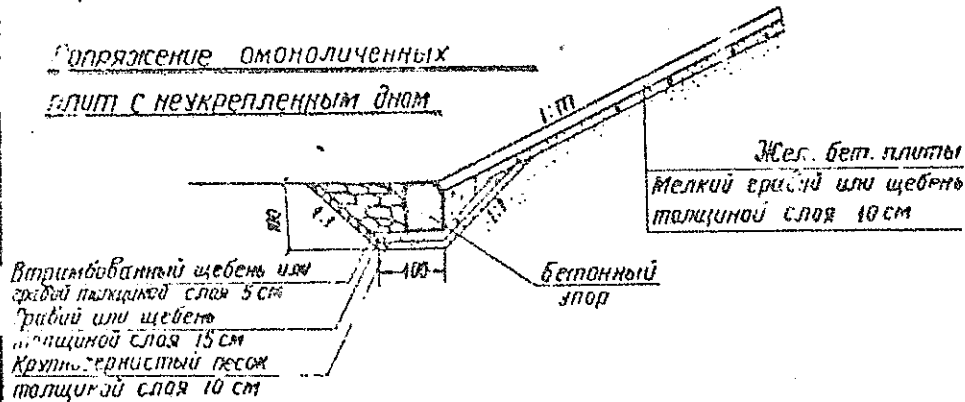 Сопряжение омоноличенных
плит с неукрепленным дном
1:m
Жел. бет. плиты
Мелкий гравий или щебень
толщиной слоя 10 см
100
1:1
1:1
100
бетонный
упор
Втрамбованный щебень или
гравий толщиной слоя 5 см
Гравий или щебень
толщиной слоя 15 см
Крупнозернистый песок
толщиной слоя 10 см